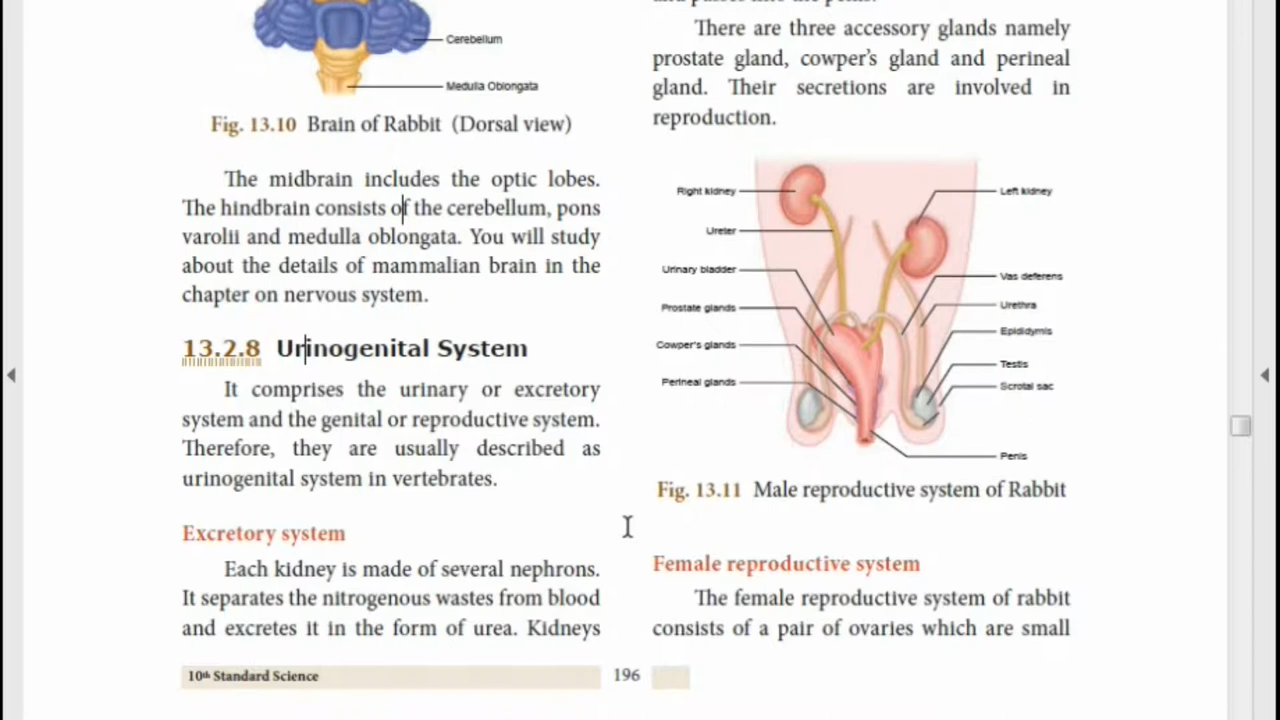 Cerebellum
Medulla Oblongata
Fig. 13.10 Brain of Rabbit (Dorsal view)
The midbrain includes the optic lobes.
The hindbrain consists of the cerebellum, pons
varolii and medulla oblongata. You will study
about the details of mammalian brain in the
chapter on nervous system.
13.2.8 Urinogenital System
It comprises the urinary or excretory
system and the genital or reproductive system.
Therefore, they are usually described as
urinogenital system in vertebrates.
Excretory system
Each kidney is made of several nephrons.
It separates the nitrogenous wastes from blood
and excretes it in the form of urea. Kidneys
There are three accessory glands namely
prostate gland, cowper's gland and perineal
gland. Their secretions are involved in
reproduction.
Right kidney
Ureter
Urinary bladder
Prostate glands
Cowper's glands
Perineal glands
Left kidney
Vas deferens
Urethra
Epididymis
Testis
Scrotal sac
Penis
Fig. 13.11 Male reproductive system of Rabbit
Female reproductive system
The female reproductive system of rabbit
consists of a pair of ovaries which are small
10th Standard Science
196